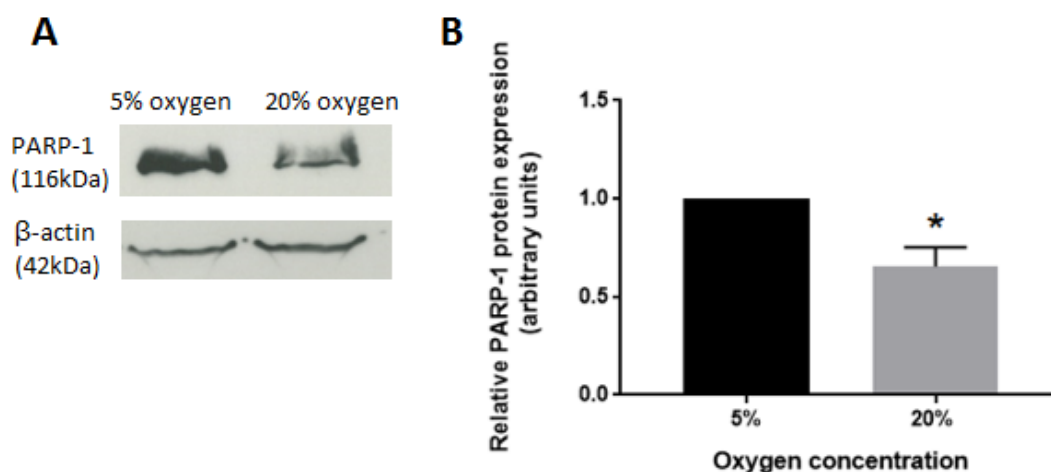 A
5% oxygen 20% oxygen
PARP-1
(116kDa)
β-actin
(42kDa)
B
Relative PARP-1 protein expression
(arbitrary units)
1.5
1.0
0.5
0.0
*
5% 20%
Oxygen concentration